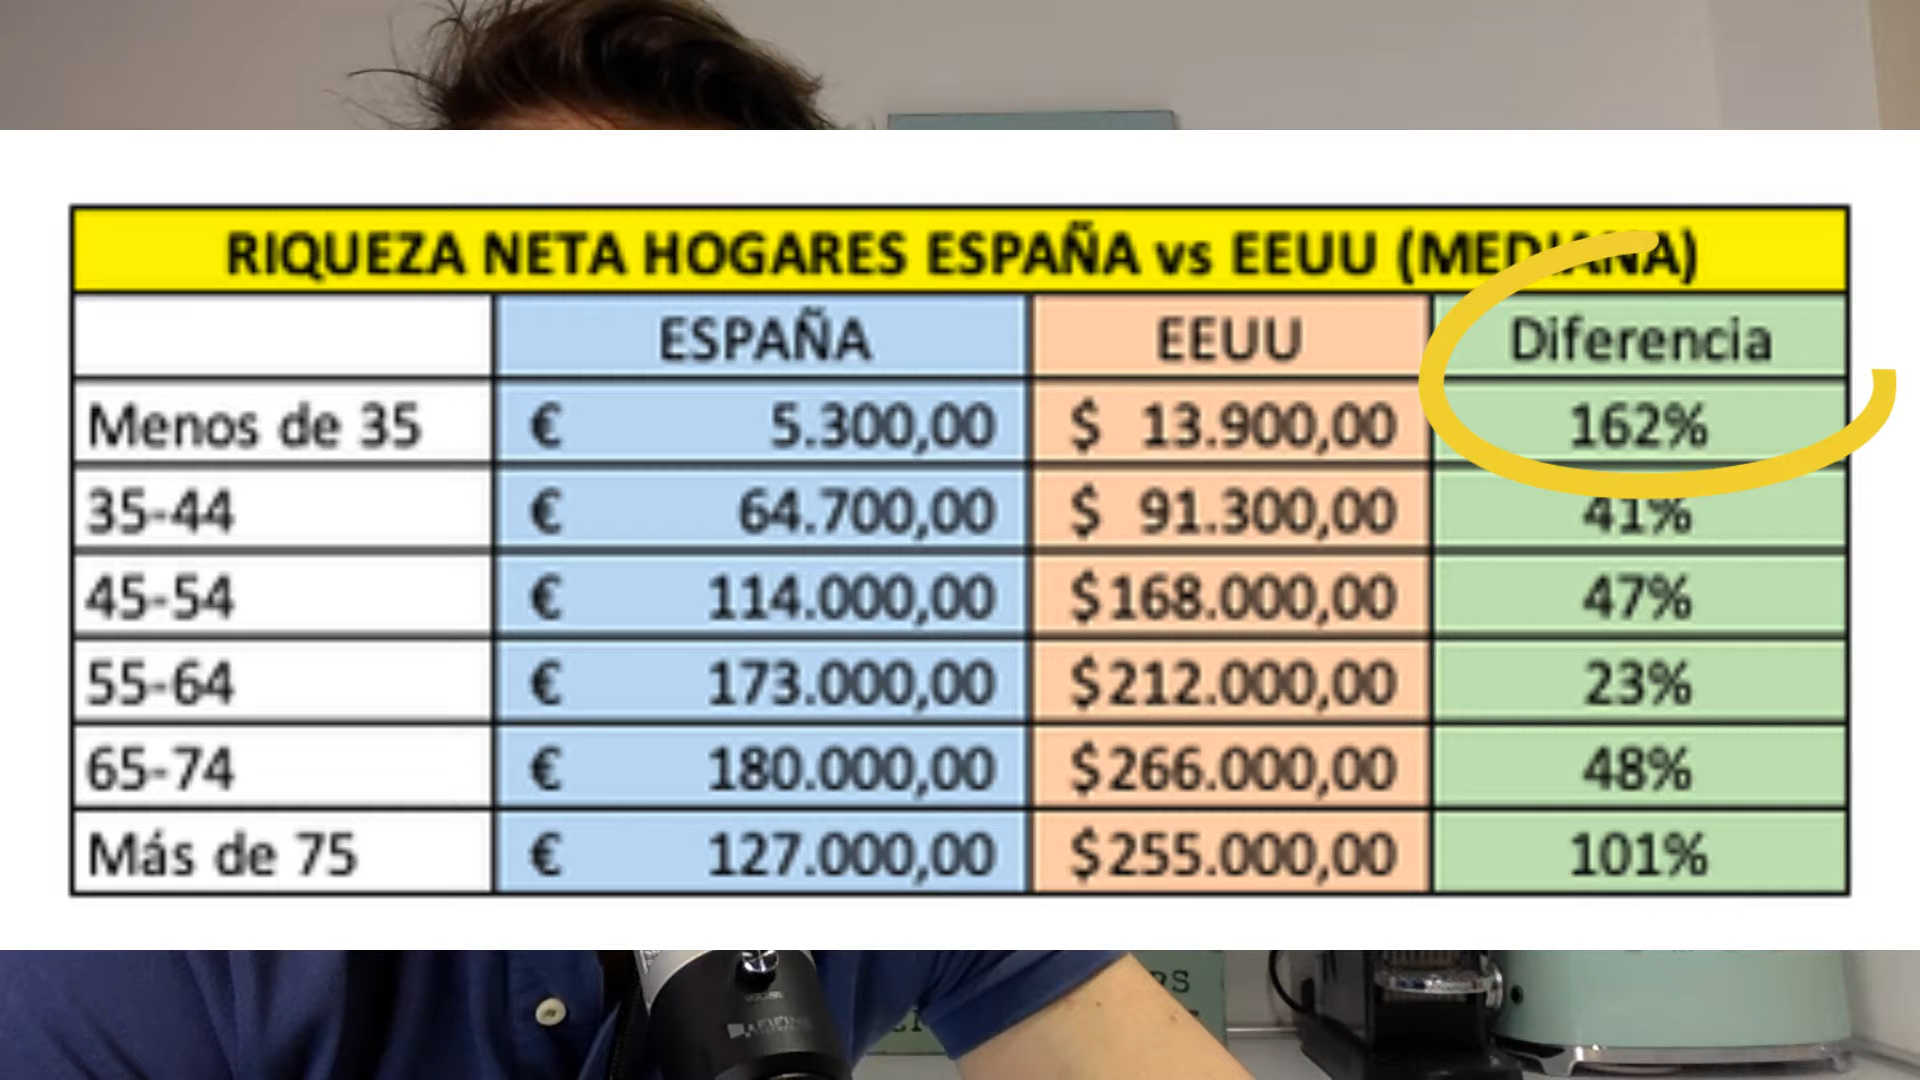 RIQUEZA NETA HOGARES ESPAÑA vs EEUU (MEDIANA)
ESPAÑA EEUU Diferencia
Menos de 35 € 5.300,00 $ 13.900,00 162%
35-44 € 64.700,00 $ 91.300,00 41%
45-54 € 114.000,00 $168.000,00 47%
55-64 € 173.000,00 $212.000,00 23%
65-74 € 180.000,00 $266.000,00 48%
Más de 75 € 127.000,00 $255.000,00 101%